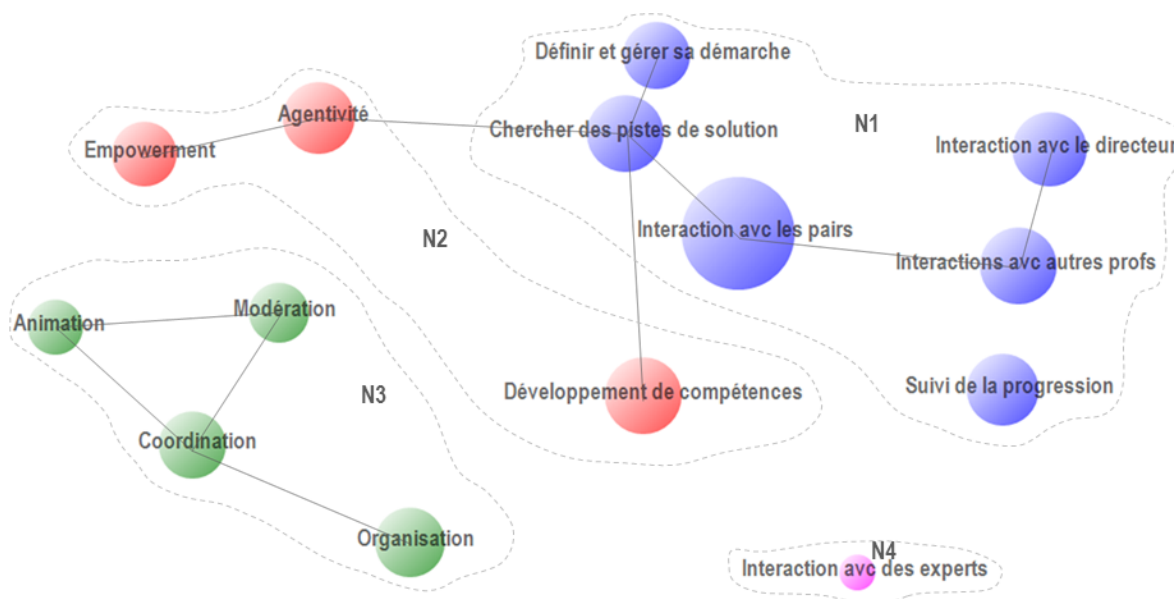 Définir et gérer sa démarche
Agentivité
Chercher des pistes de solution
N1
Empowerment
Interaction avc le directeur
Interaction avc les pairs
N2
Interactions avc autres profs
Modération
Animation
Développement de compétences
Suivi de la progression
N3
Coordination
Organisation
N4
Interaction avc des experts